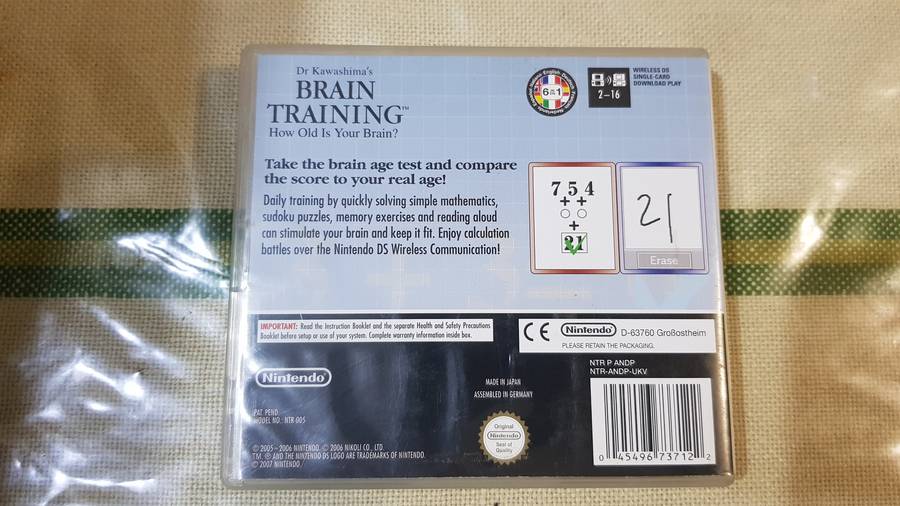 Dr Kawashima's
BRAIN
TRAINING™
How Old Is Your Brain?
6 in 1
English
WIRELESS DS
SINGLE-CARD
DOWNLOAD PLAY
2–16
Take the brain age test and compare
the score to your real age!
Daily training by quickly solving simple mathematics,
sudoku puzzles, memory exercises and reading aloud
can stimulate your brain and keep it fit. Enjoy calculation
battles over the Nintendo DS Wireless Communication!
7 5 4
+ +
+
21
21
Erase
IMPORTANT: Read the Instruction Booklet and the separate Health and Safety Precautions
Booklet before setup or use of your system. Complete warranty information inside box.
CE Nintendo D-63760 Großostheim
PLEASE RETAIN THE PACKAGING.
NTR P ANDP
NTR-ANDP-UKV
Nintendo
MADE IN JAPAN
ASSEMBLED IN GERMANY
PAT PEND
MODEL NO.: NTR 005
Original
Nintendo
Seal of
Quality
© 2005–2006 NINTENDO. © 2006 NIKOLI CO., LTD.
TM, ® AND THE NINTENDO DS LOGO ARE TRADEMARKS OF NINTENDO.
© 2007 NINTENDO
0 45496 73712 2